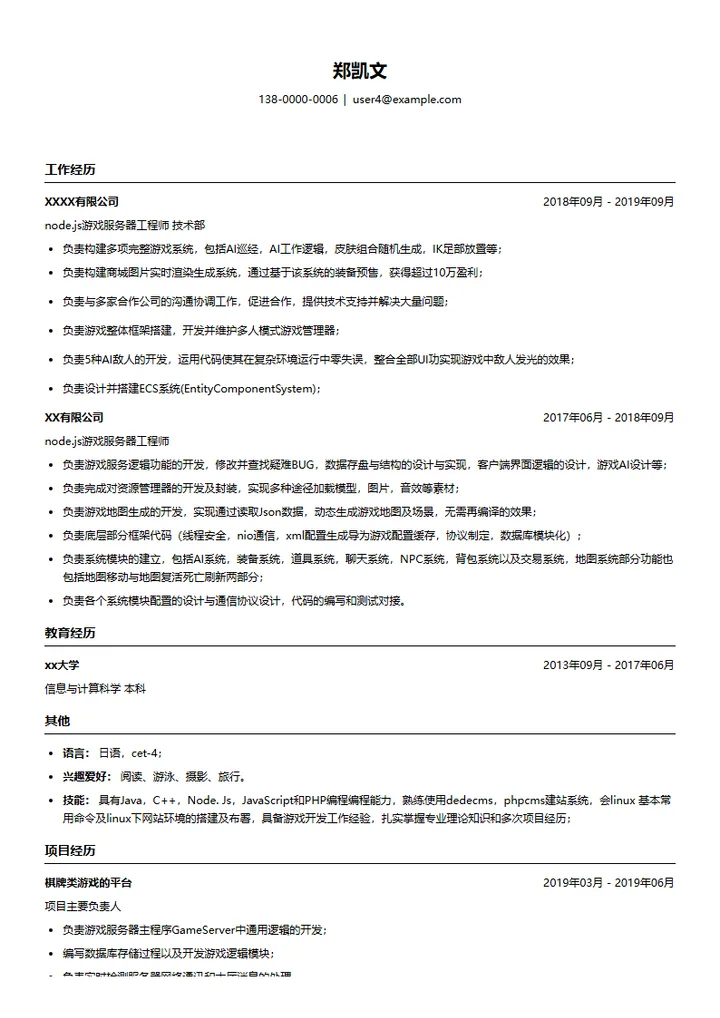 郑凯文
138-0000-0006 | user4@example.com
工作经历
XXXX有限公司 2018年09月 - 2019年09月
node.js游戏服务器工程师 技术部
• 负责构建多项完整游戏系统，包括AI巡经，AI工作逻辑，皮肤组合随机生成，IK足部放置等；
• 负责构建商城图片实时渲染生成系统，通过基于该系统的装备预售，获得超过10万盈利；
• 负责与多家合作公司的沟通协调工作，促进合作，提供技术支持并解决大量问题；
• 负责游戏整体框架搭建，开发并维护多人模式游戏管理器；
• 负责5种AI敌人的开发，运用代码使其在复杂环境运行中零失误，整合全部UI功实现游戏中敌人发光的效果；
• 负责设计并搭建ECS系统(EntityComponentSystem)；
XX有限公司 2017年06月 - 2018年09月
node.js游戏服务器工程师
• 负责游戏服务逻辑功能的开发，修改并查找疑难BUG，数据存盘与结构的设计与实现，客户端界面逻辑的设计，游戏AI设计等；
• 负责完成对资源管理器的开发及封装，实现多种途径加载模型，图片，音效等素材；
• 负责游戏地图生成的开发，实现通过读取Json数据，动态生成游戏地图及场景，无需再编译的效果；
• 负责底层部分框架代码（线程安全，nio通信，xml配置生成导为游戏配置缓存，协议制定，数据库模块化）；
• 负责系统模块的建立，包括AI系统，装备系统，道具系统，聊天系统，NPC系统，背包系统以及交易系统，地图系统部分功能也
包括地图移动与地图复活死亡刷新两部分；
• 负责各个系统模块配置的设计与通信协议设计，代码的编写和测试对接。
教育经历
xx大学 2013年09月 - 2017年06月
信息与计算科学 本科
其他
• 语言： 日语，cet-4；
• 兴趣爱好： 阅读、游泳、摄影、旅行。
• 技能： 具有Java，C++，Node. Js，JavaScript和PHP编程编程能力，熟练使用dedecms，phpcms建站系统，会linux 基本常
用命令及linux下网站环境的搭建及布署，具备游戏开发工作经验，扎实掌握专业理论知识和多次项目经历；
项目经历
棋牌类游戏的平台 2019年03月 - 2019年06月
项目主要负责人
• 负责游戏服务器主程序GameServer中通用逻辑的开发；
• 编写数据库存储过程以及开发游戏逻辑模块；
• 负责实时检测服务器网络通讯和大厅消息的处理